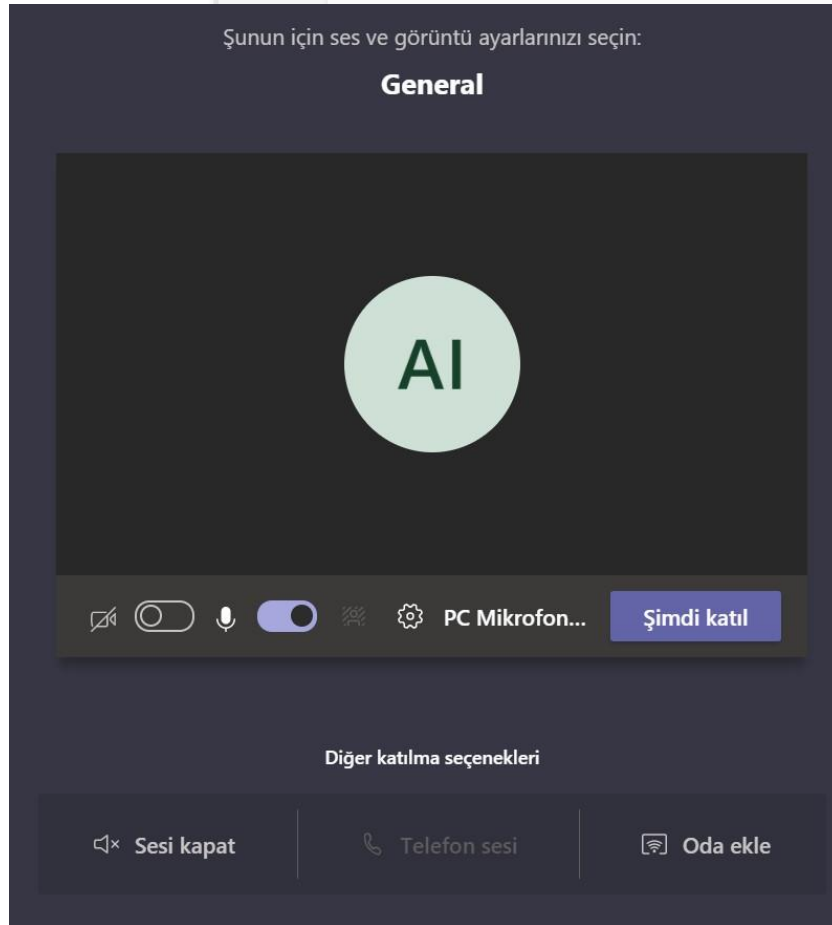 Şunun için ses ve görüntü ayarlarınızı seçin:
General
AI
PC Mikrofon... Şimdi katıl
Diğer katılma seçenekleri
Sesi kapat Telefon sesi Oda ekle